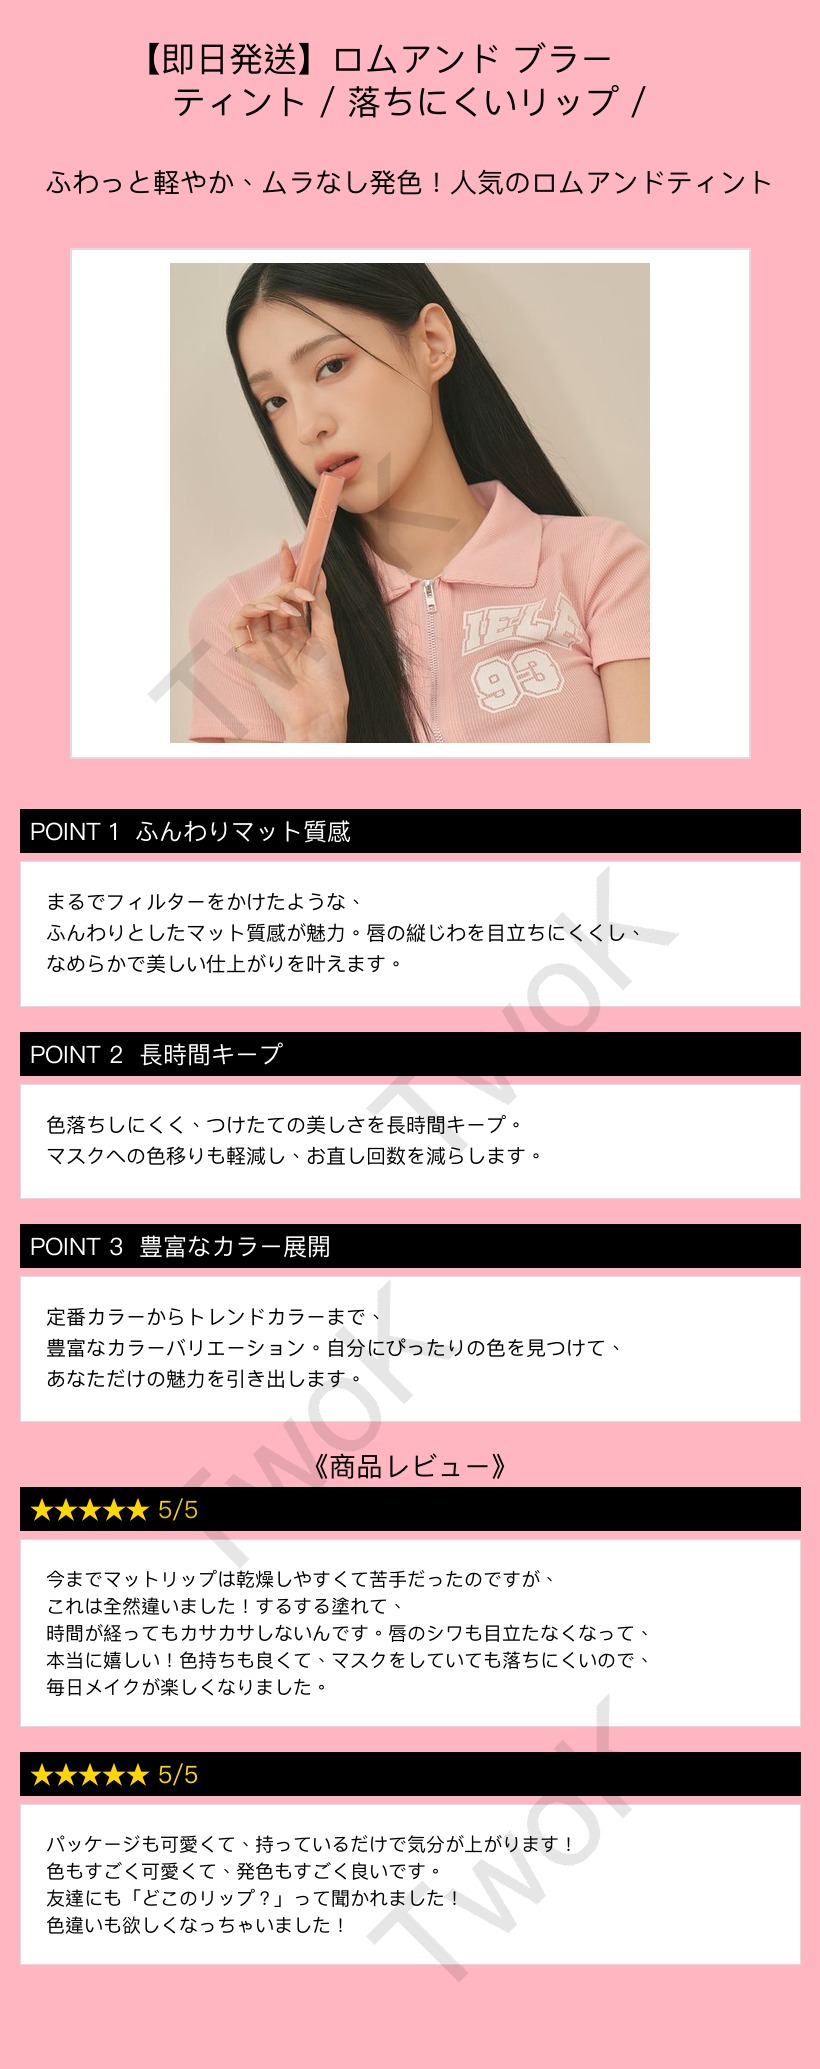 【即日発送】ロムアンド ブラー
ティント / 落ちにくいリップ /
ふわっと軽やか、ムラなし発色！人気のロムアンドティント
IELF
93
POINT 1 ふんわりマット質感
まるでフィルターをかけたような、
ふんわりとしたマット質感が魅力。唇の縦じわを目立ちにくくし、
なめらかで美しい仕上がりを叶えます。
POINT 2 長時間キープ
色落ちしにくく、つけたての美しさを長時間キープ。
マスクへの色移りも軽減し、お直し回数を減らします。
POINT 3 豊富なカラー展開
定番カラーからトレンドカラーまで、
豊富なカラーバリエーション。自分にぴったりの色を見つけて、
あなただけの魅力を引き出します。
《商品レビュー》
★★★★★ 5/5
今までマットリップは乾燥しやすくて苦手だったのですが、
これは全然違いました！するする塗れて、
時間が経ってもカサカサしないんです。唇のシワも目立たなくなって、
本当に嬉しい！色持ちも良くて、マスクをしていても落ちにくいので、
毎日メイクが楽しくなりました。
★★★★★ 5/5
パッケージも可愛くて、持っているだけで気分が上がります！
色もすごく可愛くて、発色もすごく良いです。
友達にも「どこのリップ？」って聞かれました！
色違いも欲しくなっちゃいました！
TwoK
TwoK
TwoK
TwoK